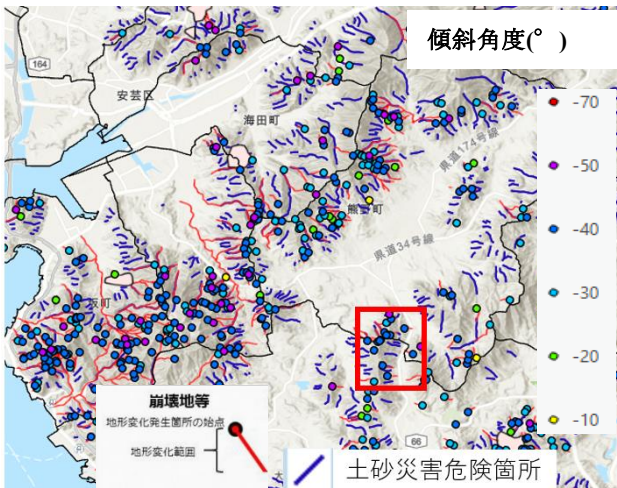 傾斜角度(°)
164
安芸区
海田町
県道174号線
熊野町
県道34号線
坂町
-70
-50
-40
-30
-20
-10
崩壊地等
地形変化発生箇所の始点
地形変化範囲
66
土砂災害危険箇所